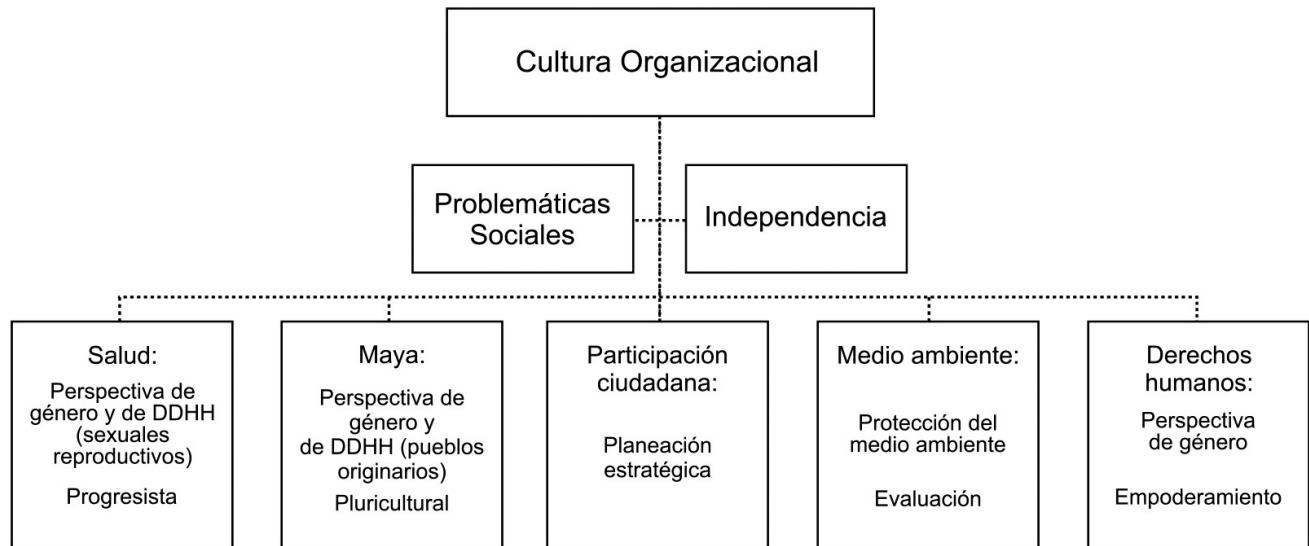 Cultura Organizacional
Problemáticas
Sociales
Independencia
Salud:
Perspectiva de
género y de DDHH
(sexuales
reproductivos)
Progresista
Maya:
Perspectiva de
género y
de DDHH (pueblos
originarios)
Pluricultural
Participación
ciudadana:
Planeación
estratégica
Medio ambiente:
Protección del
medio ambiente
Evaluación
Derechos
humanos:
Perspectiva
de género
Empoderamiento